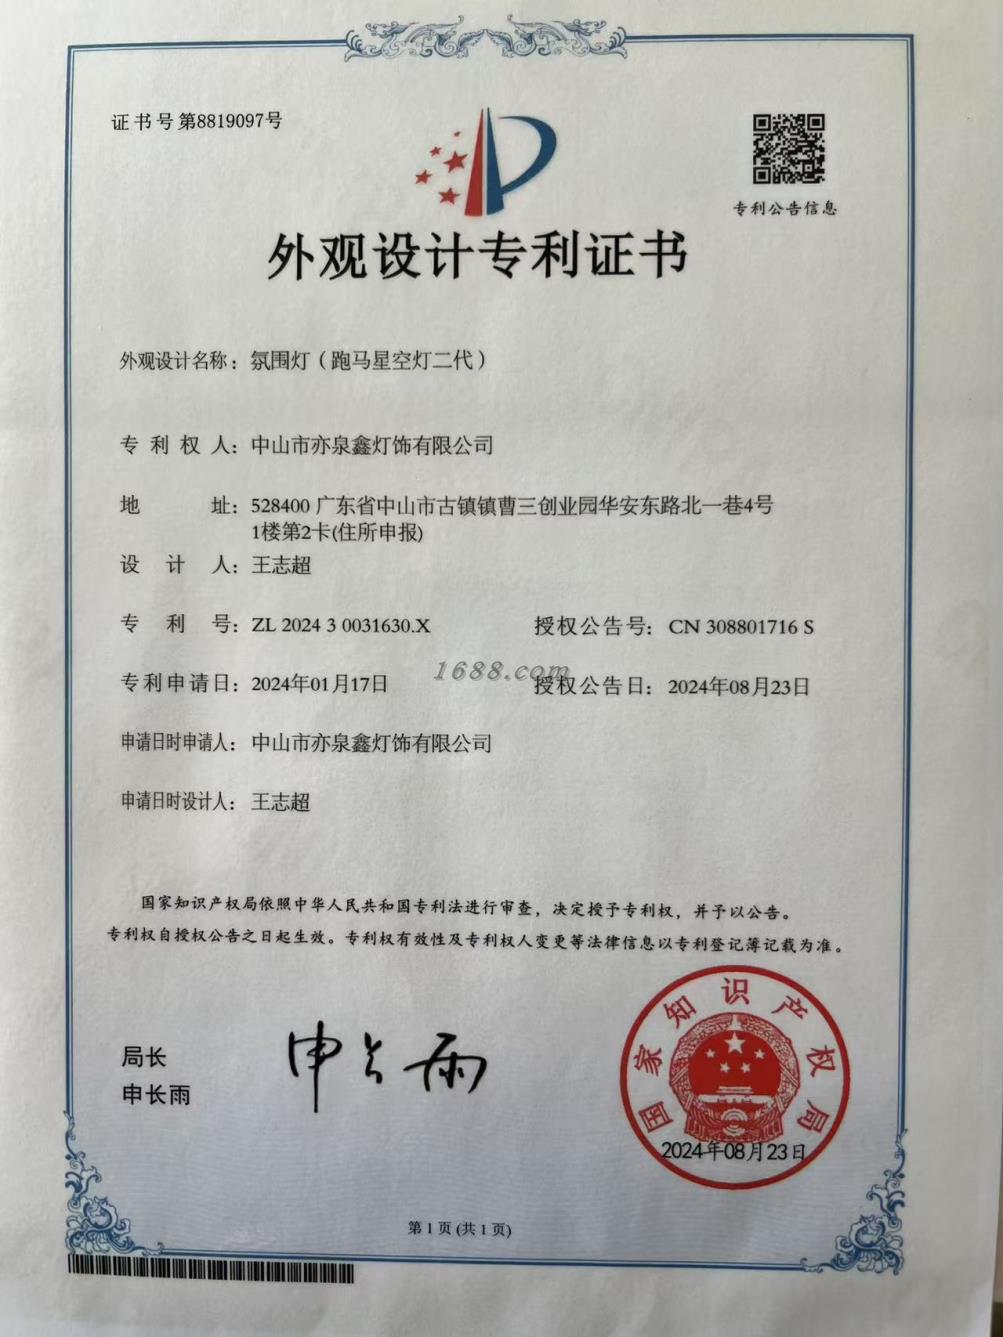 证书号第8819097号
专利公告信息
外观设计专利证书
外观设计名称：氛围灯（跑马星空灯二代）
专利权人：中山市亦泉鑫灯饰有限公司
地址：528400 广东省中山市古镇镇曹三创业园华安东路北一巷4号
1楼第2卡(住所申报)
设计人：王志超
专利号：ZL 2024 3 0031630.X 授权公告号：CN 308801716 S
专利申请日：2024年01月17日 授权公告日：2024年08月23日
1688.com
申请日时申请人：中山市亦泉鑫灯饰有限公司
申请日时设计人：王志超
国家知识产权局依照中华人民共和国专利法进行审查，决定授予专利权，并予以公告。
专利权自授权公告之日起生效。专利权有效性及专利权人变更等法律信息以专利登记簿记载为准。
局长
申长雨
申长雨
国家知识产权局
2024年08月23日
第 1 页 (共 1 页)